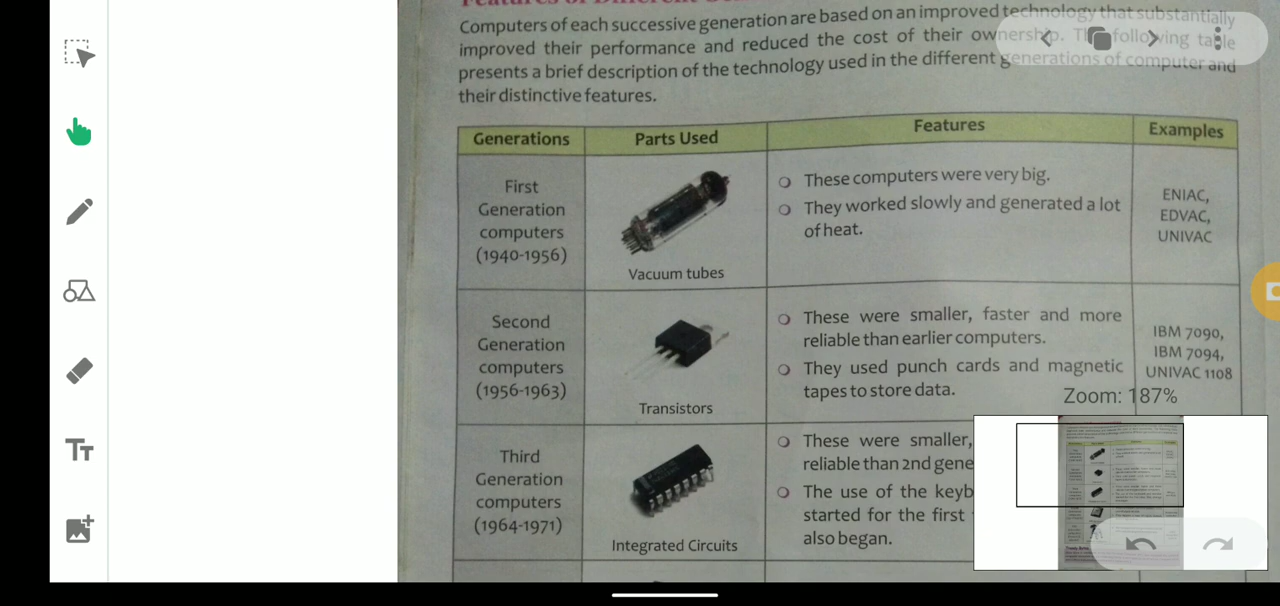 Computers of each successive generation are based on an improved technology that substantially
improved their performance and reduced the cost of their ownership. The following table
presents a brief description of the technology used in the different generations of computer and
their distinctive features.
Generations
Parts Used
Features
Examples
First
Generation
computers
(1940-1956)
Vacuum tubes
These computers were very big.
They worked slowly and generated a lot
of heat.
ENIAC,
EDVAC,
UNIVAC
Second
Generation
computers
(1956-1963)
Transistors
These were smaller, faster and more
reliable than earlier computers.
They used punch cards and magnetic
tapes to store data.
IBM 7090,
IBM 7094,
UNIVAC 1108
Zoom: 187%
Third
Generation
computers
(1964-1971)
Integrated Circuits
These were smaller,
reliable than 2nd gene
The use of the keyb
started for the first
also began.
Tт